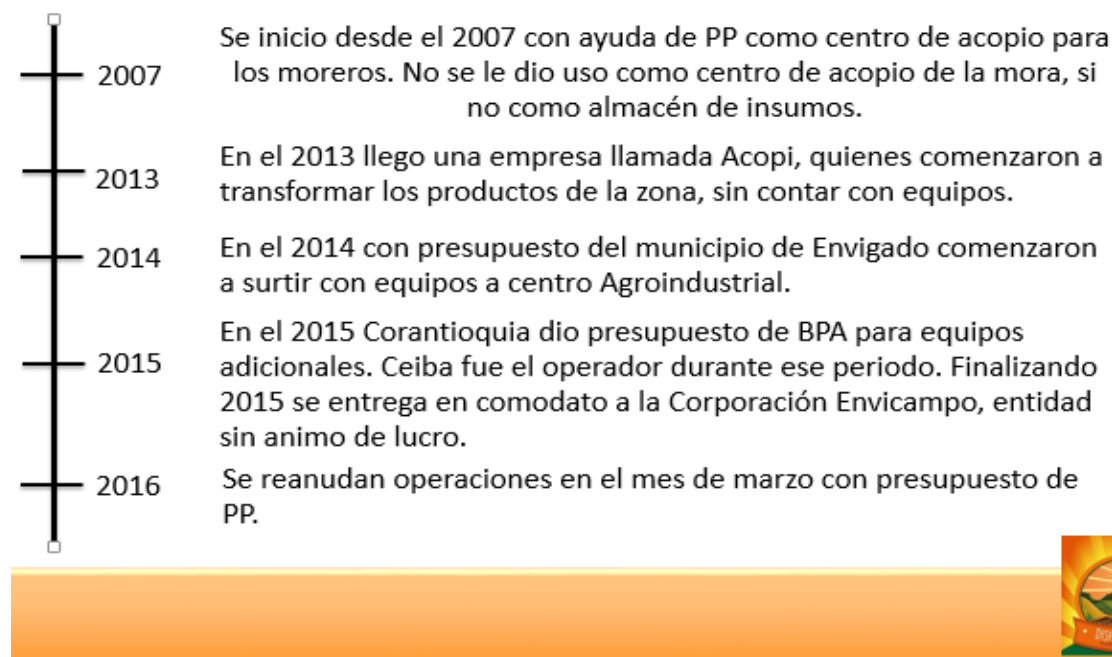 2007
Se inicio desde el 2007 con ayuda de PP como centro de acopio para
los moreros. No se le dio uso como centro de acopio de la mora, si
no como almacén de insumos.
2013
En el 2013 llego una empresa llamada Acopi, quienes comenzaron a
transformar los productos de la zona, sin contar con equipos.
2014
En el 2014 con presupuesto del municipio de Envigado comenzaron
a surtir con equipos a centro Agroindustrial.
2015
En el 2015 Corantioquia dio presupuesto de BPA para equipos
adicionales. Ceiba fue el operador durante ese periodo. Finalizando
2015 se entrega en comodato a la Corporación Envicampo, entidad
sin animo de lucro.
2016
Se reanudan operaciones en el mes de marzo con presupuesto de
PP.